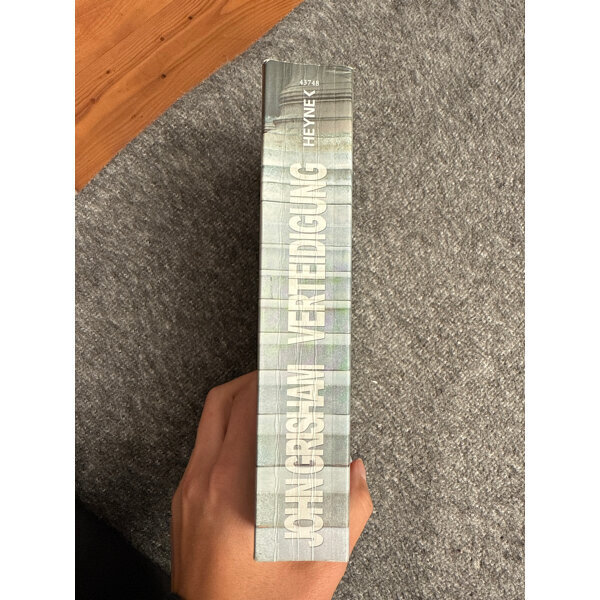 JOHN GRISHAM VERTEIDIGUNG
HEYNE<
43748